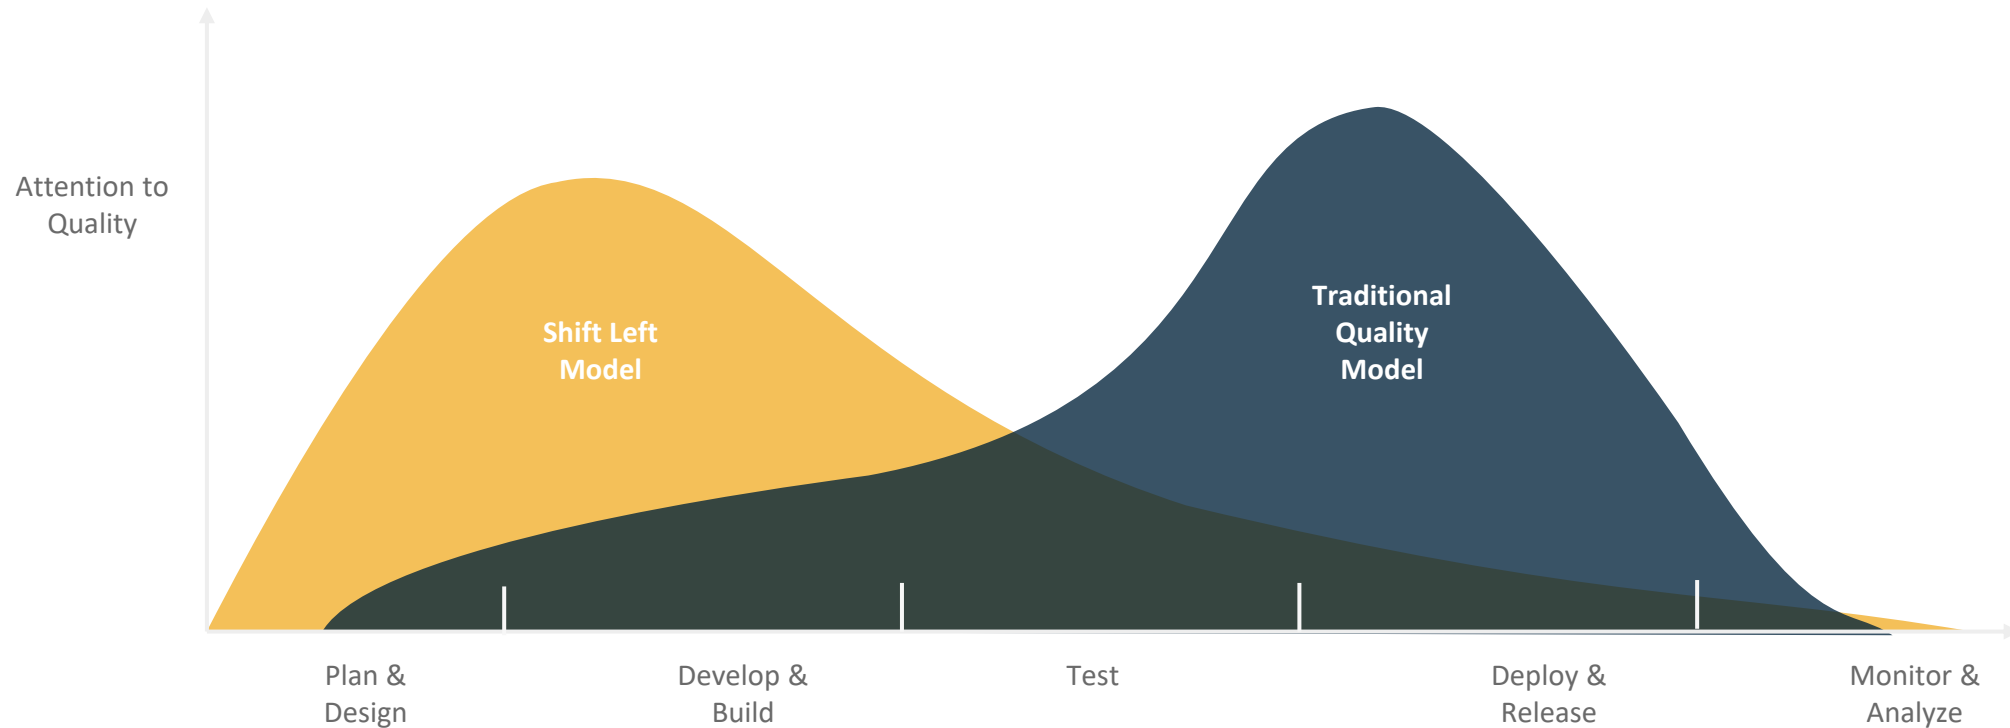 Attention to
Quality
Shift Left
Model
Traditional
Quality
Model
Plan &
Design
Develop &
Build
Test
Deploy &
Release
Monitor &
Analyze